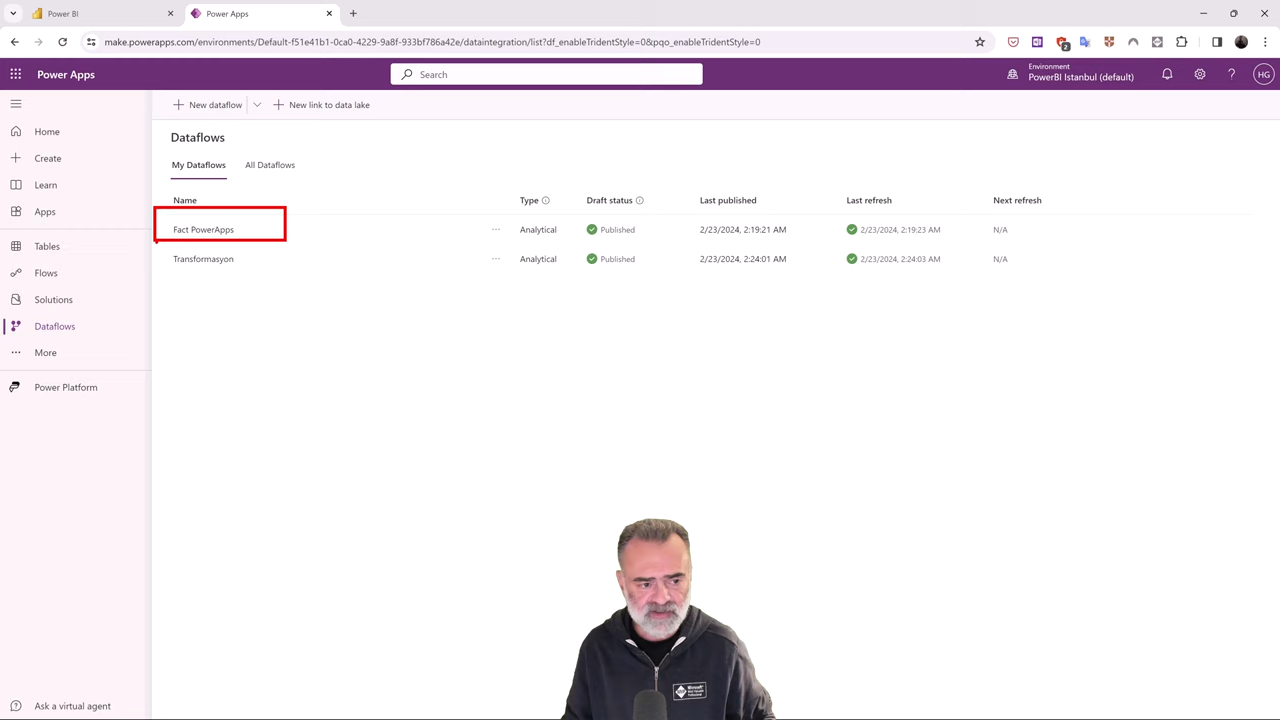 Power BI
Power Apps
make.powerapps.com/environments/Default-f51e41b1-0ca0-4229-9a8f-933bf786a42e/dataintegration/list?df_enableTridentStyle=0&pqo_enableTridentStyle=0
2
Power Apps
Search
Environment
PowerBI Istanbul (default)
HG
New dataflow
New link to data lake
Home
Create
Learn
Apps
Tables
Flows
Solutions
Dataflows
More
Power Platform
Ask a virtual agent
Dataflows
My Dataflows All Dataflows
Name Type Draft status Last published Last refresh Next refresh
Fact PowerApps ... Analytical Published 2/23/2024, 2:19:21 AM 2/23/2024, 2:19:23 AM N/A
Transformasyon ... Analytical Published 2/23/2024, 2:24:01 AM 2/23/2024, 2:24:03 AM N/A
Microsoft